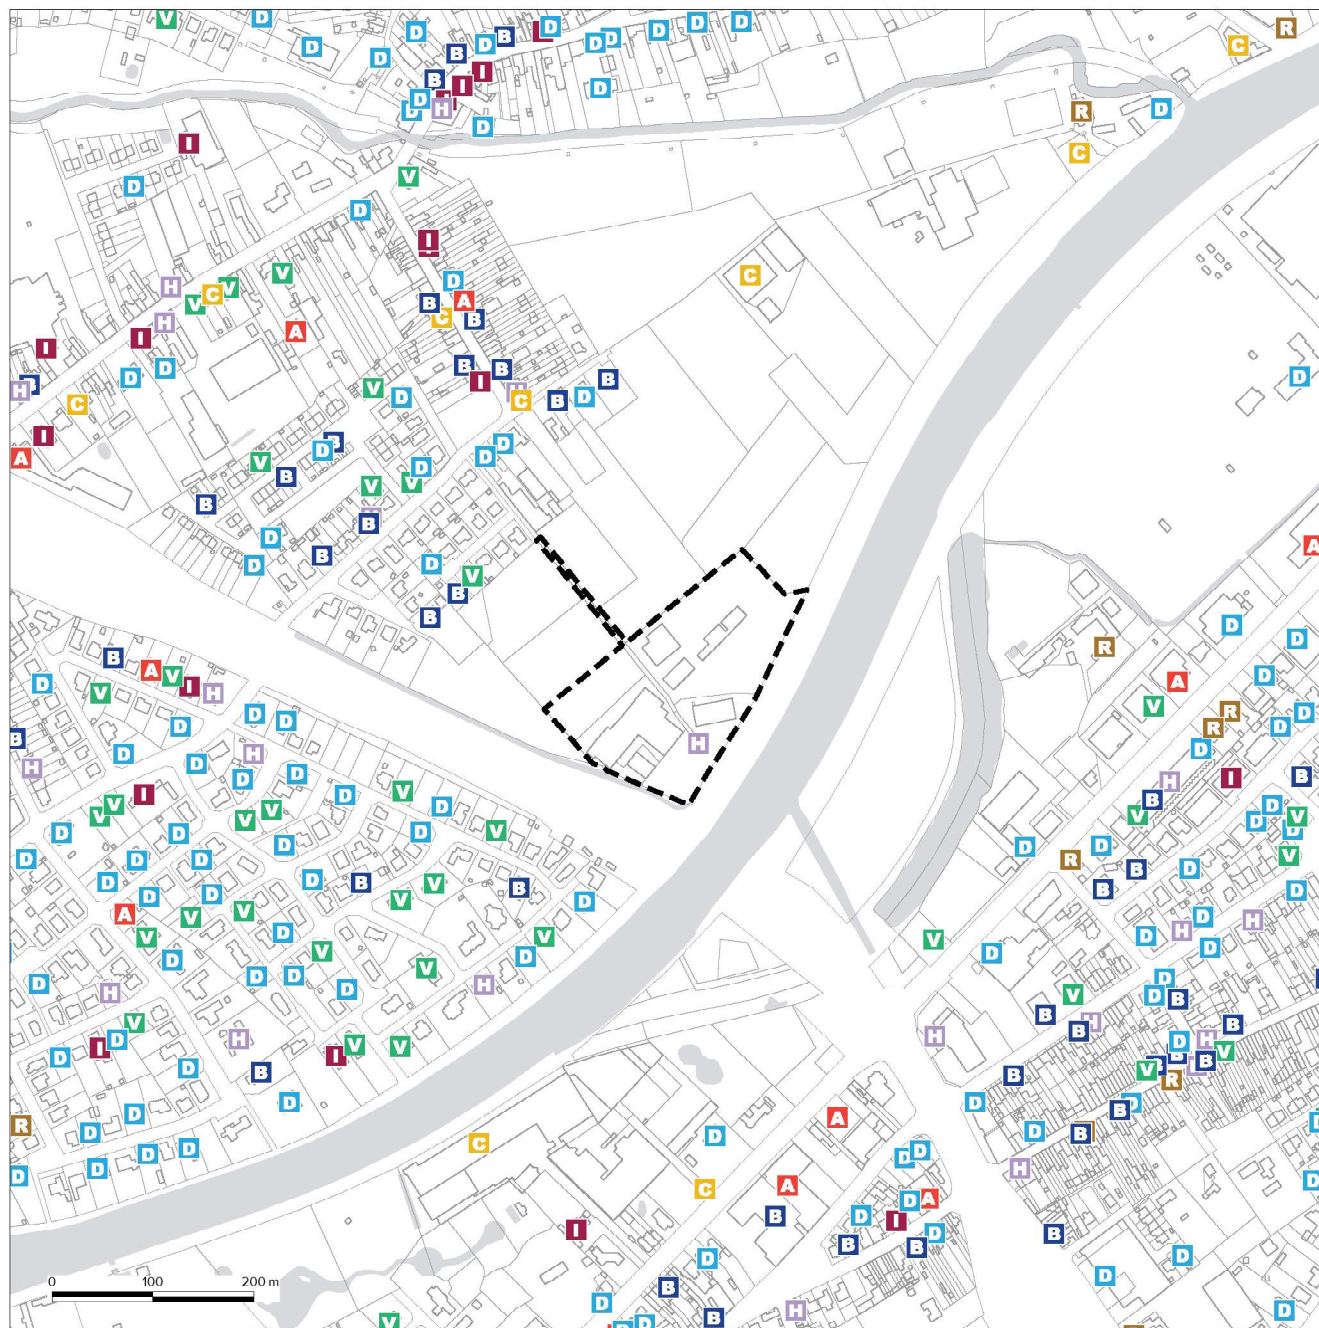 V D D D D D D R
D B D D D D C
B I D
B I D R D
D D H D C
I
V
D D
I
V D C
H V C V B A
H A C B
I I B B D
D D V I B B
H B C D H C B D
I D B D
A V D B V D D
B B V H B
D D B A
D V B B
B A V I H D D
D V D D D A V R
B D D H D R D D
H I V D D V D H I B
D V V V D D V B V D V
D D D D V D R D B D V
D D D D B V V B D B D
A V D V V D V V D H D H
V D V D D V H D D D
D H V D D V D B
I D V H I V V H B H B D H V
D D B B D V B R
R D D D C D A D B D B
D D D D C A D D A H D
I B D I D B B B D
D B B H D D D
V
0 100 200 m